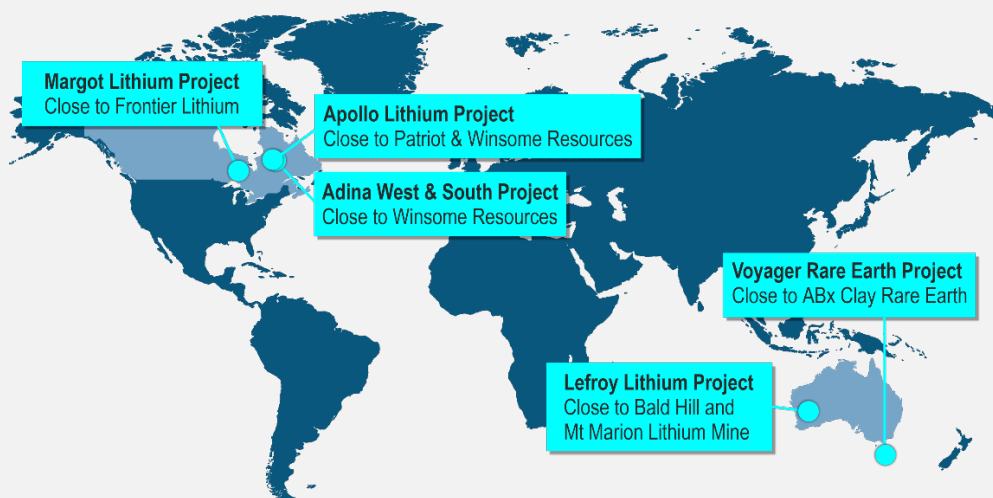 Margot Lithium Project
Close to Frontier Lithium
Apollo Lithium Project
Close to Patriot & Winsome Resources
Adina West & South Project
Close to Winsome Resources
Voyager Rare Earth Project
Close to ABx Clay Rare Earth
Lefroy Lithium Project
Close to Bald Hill and
Mt Marion Lithium Mine